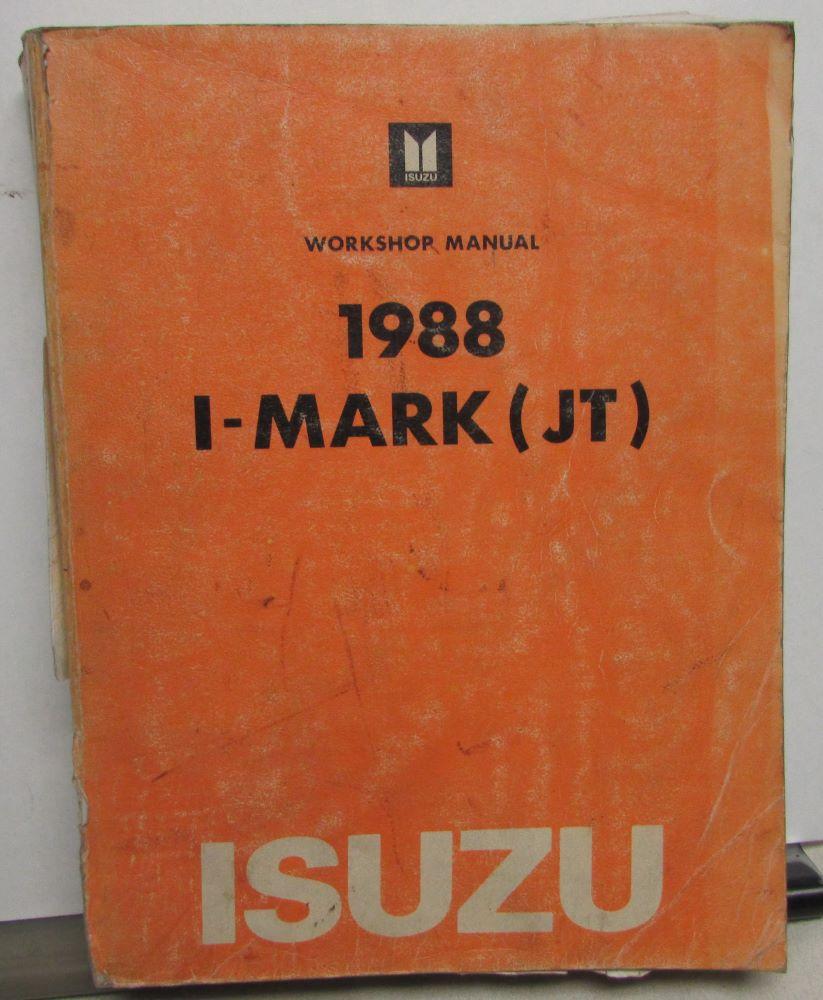 ISUZU
WORKSHOP MANUAL
1988
I-MARK (JT)
ISUZU